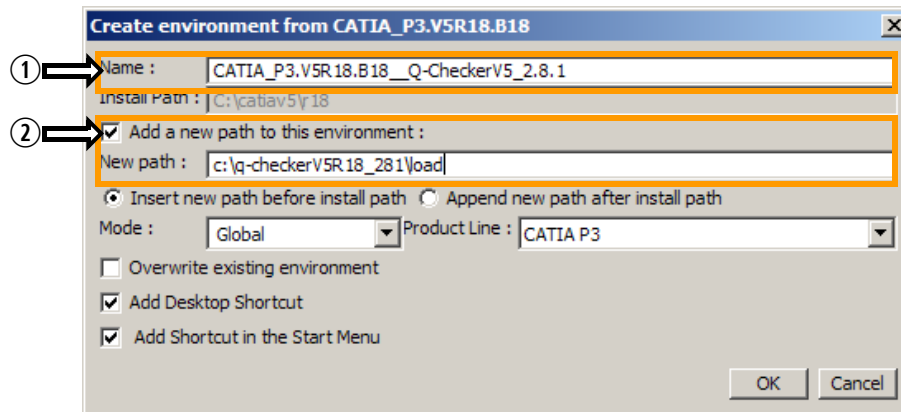 Create environment from CATIA_P3.V5R18.B18
① Name : CATIA_P3.V5R18.B18__Q-CheckerV5_2.8.1
Install Path : C:\catiav5\r18
② Add a new path to this environment :
New path : c:\q-checkerV5R18_281\load
Insert new path before install path Append new path after install path
Mode : Global Product Line : CATIA P3
Overwrite existing environment
Add Desktop Shortcut
Add Shortcut in the Start Menu
OK Cancel